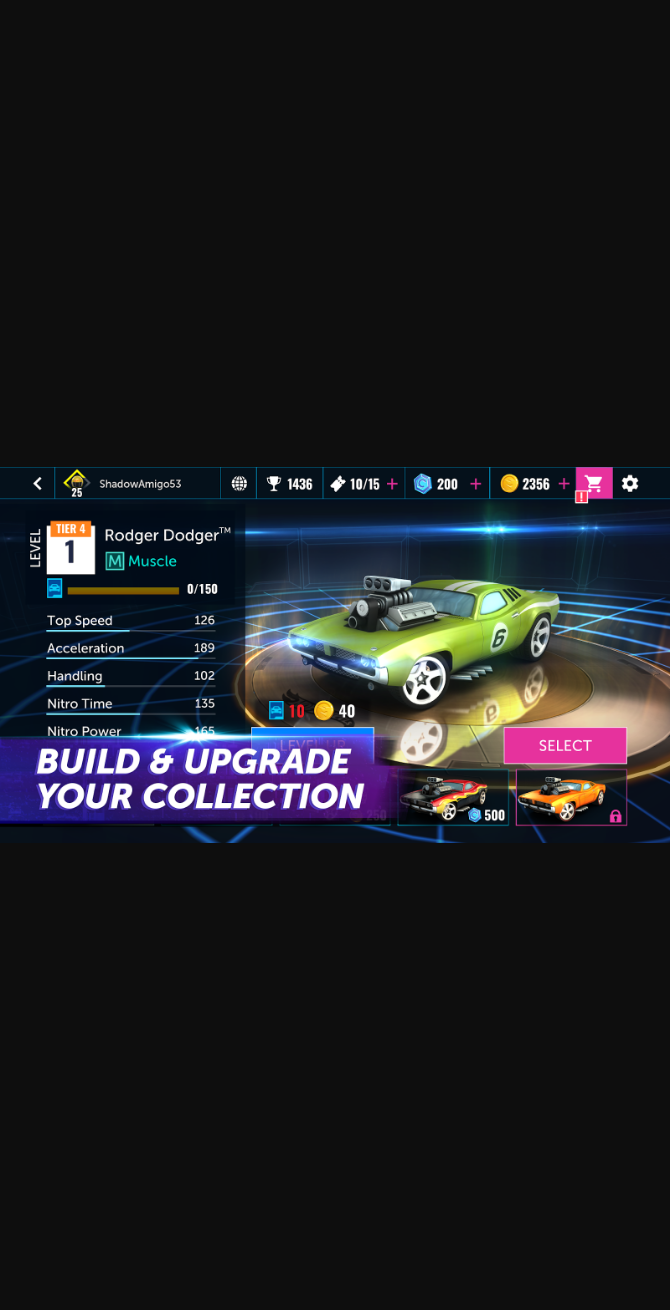 25
ShadowAmigo53
1436
10/15 +
200 +
2356 +
!
LEVEL
TIER 4
1
Rodger Dodger™
M Muscle
0/150
Top Speed 126
Acceleration 189
Handling 102
Nitro Time 135
Nitro Power 165
6
10 40
LEVEL UP
SELECT
BUILD & UPGRADE
YOUR COLLECTION
250
500